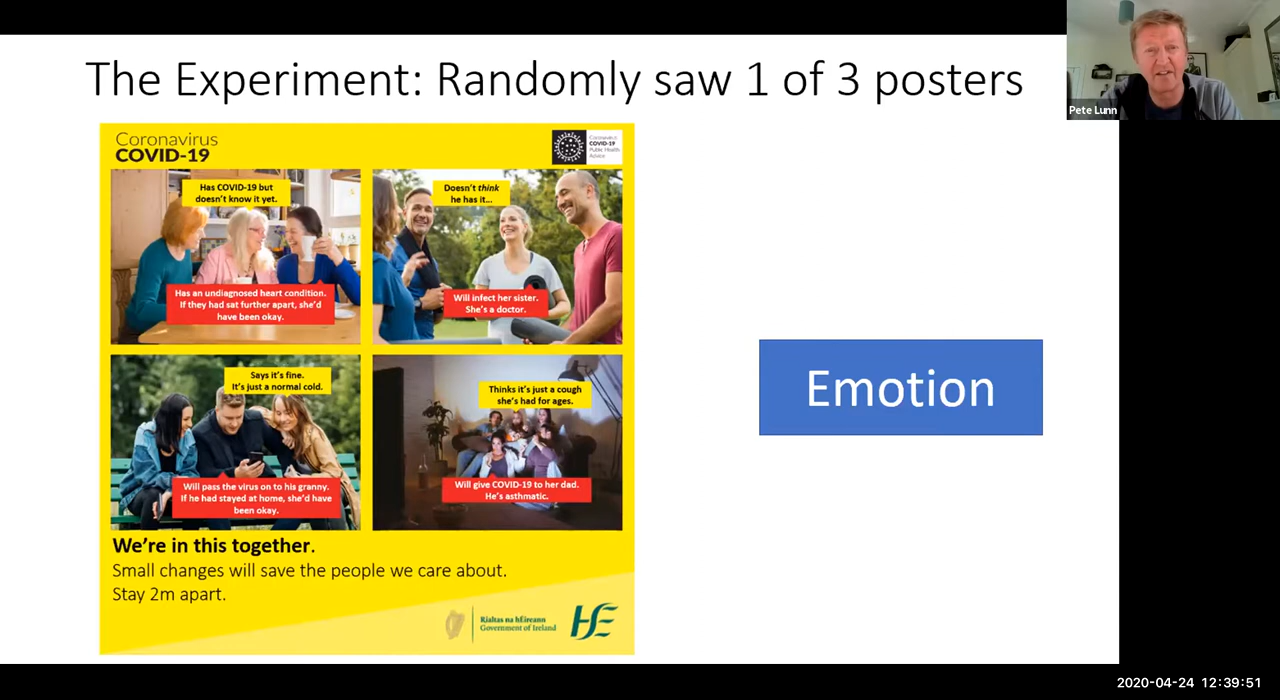 The Experiment: Randomly saw 1 of 3 posters
Pete Lunn
Coronavirus
COVID-19
Coronavirus
COVID-19
Public Health
Advice
Has COVID-19 but
doesn't know it yet.
Has an undiagnosed heart condition.
If they had sat further apart, she'd
have been okay.
Doesn't think
he has it...
Will infect her sister.
She's a doctor.
Says it's fine.
It's just a normal cold.
Will pass the virus on to his granny.
If he had stayed at home, she'd have
been okay.
Thinks it's just a cough
she's had for ages.
Will give COVID-19 to her dad.
He's asthmatic.
We're in this together.
Small changes will save the people we care about.
Stay 2m apart.
Rialtas na hÉireann
Government of Ireland
HSE
Emotion
2020-04-24 12:39:51